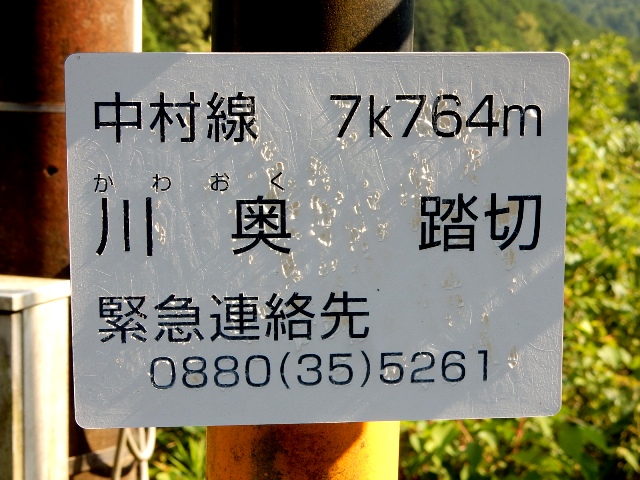 中村線 7k764m
かわおく
川奥 踏切
緊急連絡先
0880(35)5261